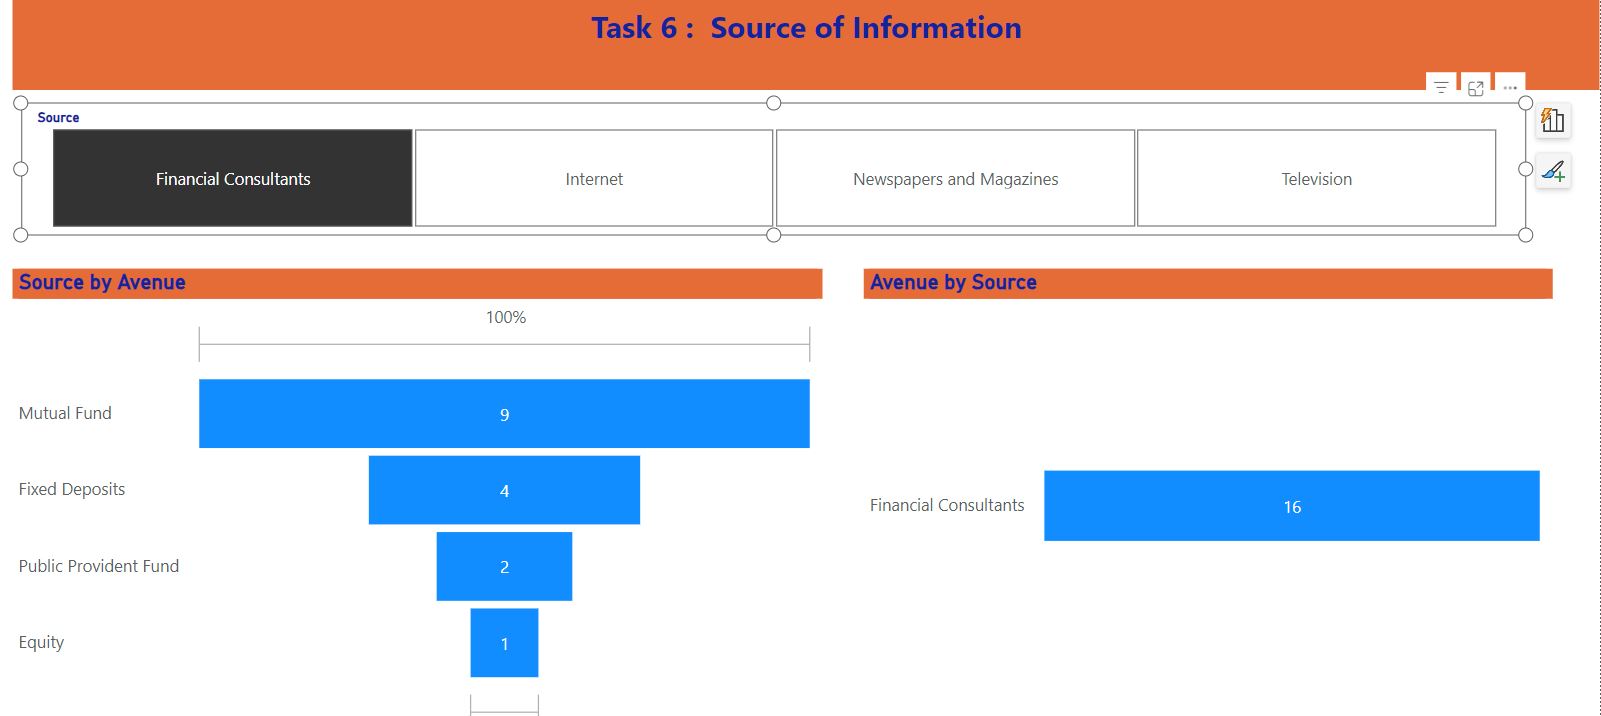 Task 6 :  Source of Information
Source
Financial Consultants
Internet
Newspapers and Magazines
Television
Source by Avenue
100%
Mutual Fund
9
Fixed Deposits
4
Public Provident Fund
2
Equity
1
Avenue by Source
Financial Consultants
16